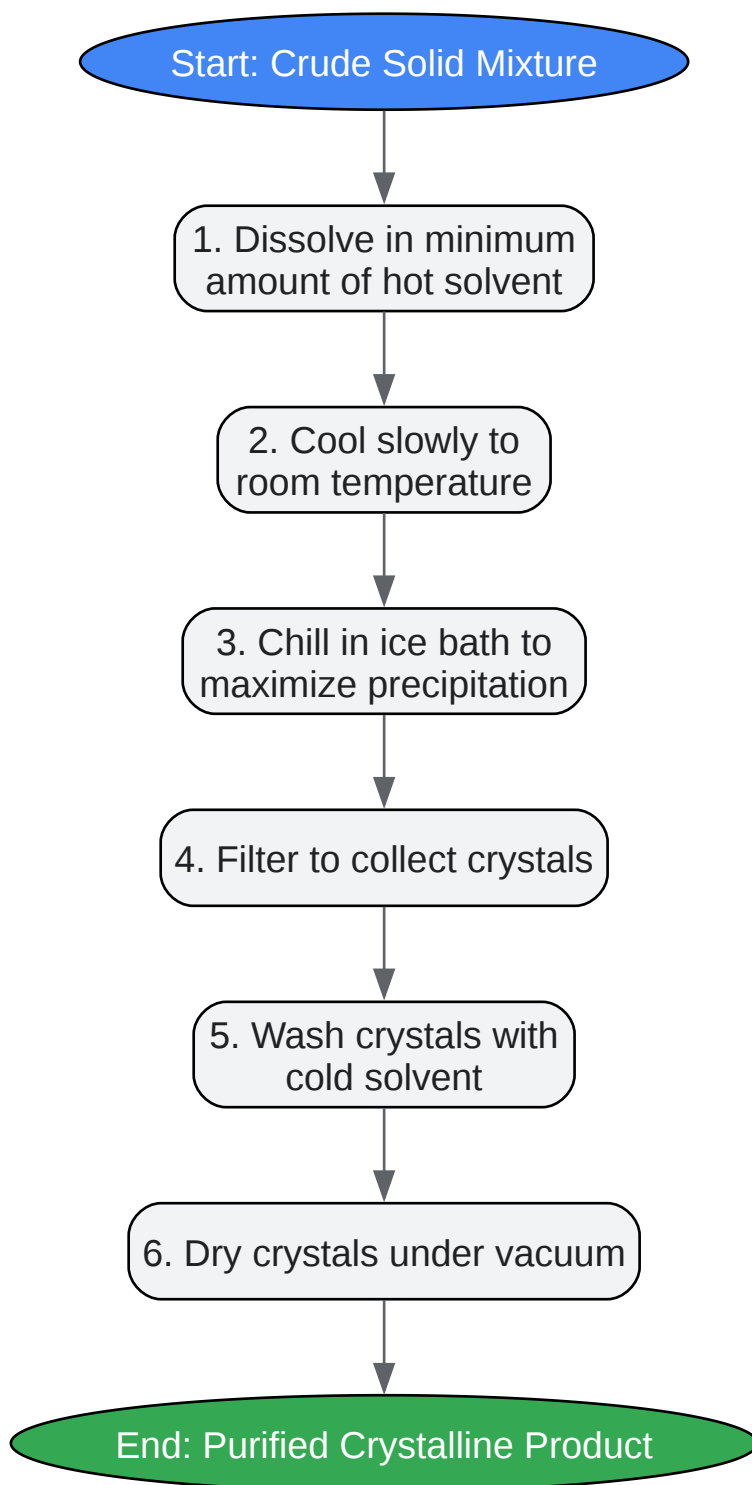 Start: Crude Solid Mixture
1. Dissolve in minimum
amount of hot solvent
2. Cool slowly to
room temperature
3. Chill in ice bath to
maximize precipitation
4. Filter to collect crystals
5. Wash crystals with
cold solvent
6. Dry crystals under vacuum
End: Purified Crystalline Product